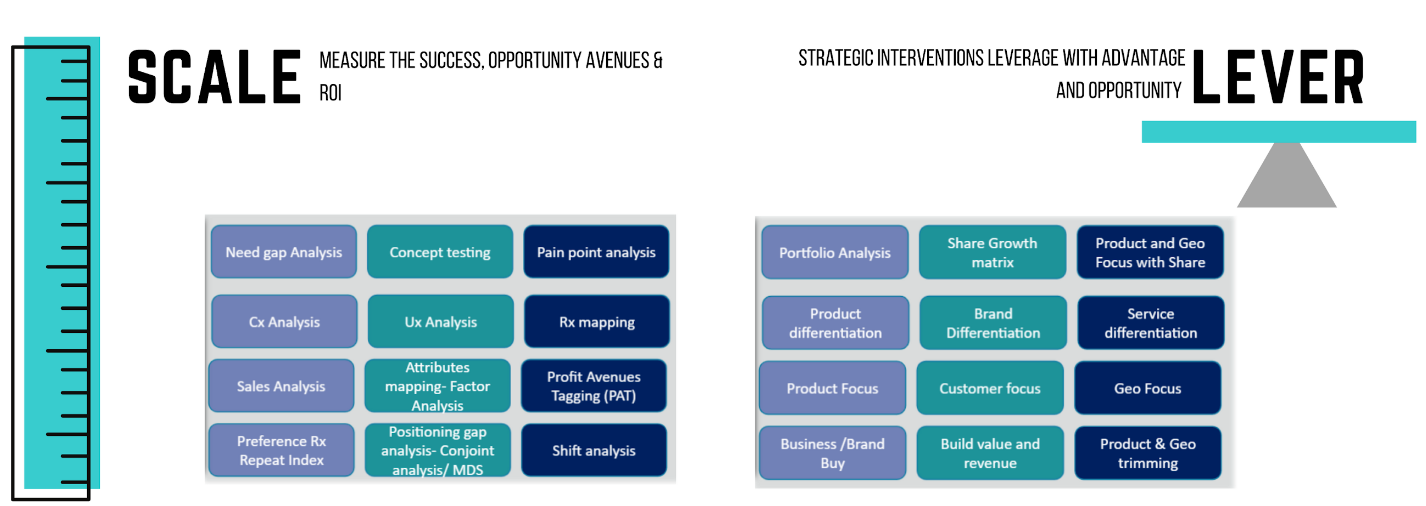 SCALE
MEASURE THE SUCCESS, OPPORTUNITY AVENUES &
ROI
STRATEGIC INTERVENTIONS LEVERAGE WITH ADVANTAGE
AND OPPORTUNITY
LEVER
Need gap Analysis
Concept testing
Pain point analysis
Cx Analysis
Ux Analysis
Rx mapping
Sales Analysis
Attributes
mapping- Factor
Analysis
Profit Avenues
Tagging (PAT)
Preference Rx
Repeat Index
Positioning gap
analysis- Conjoint
analysis/ MDS
Shift analysis
Portfolio Analysis
Share Growth
matrix
Product and Geo
Focus with Share
Product
differentiation
Brand
Differentiation
Service
differentiation
Product Focus
Customer focus
Geo Focus
Business /Brand
Buy
Build value and
revenue
Product & Geo
trimming